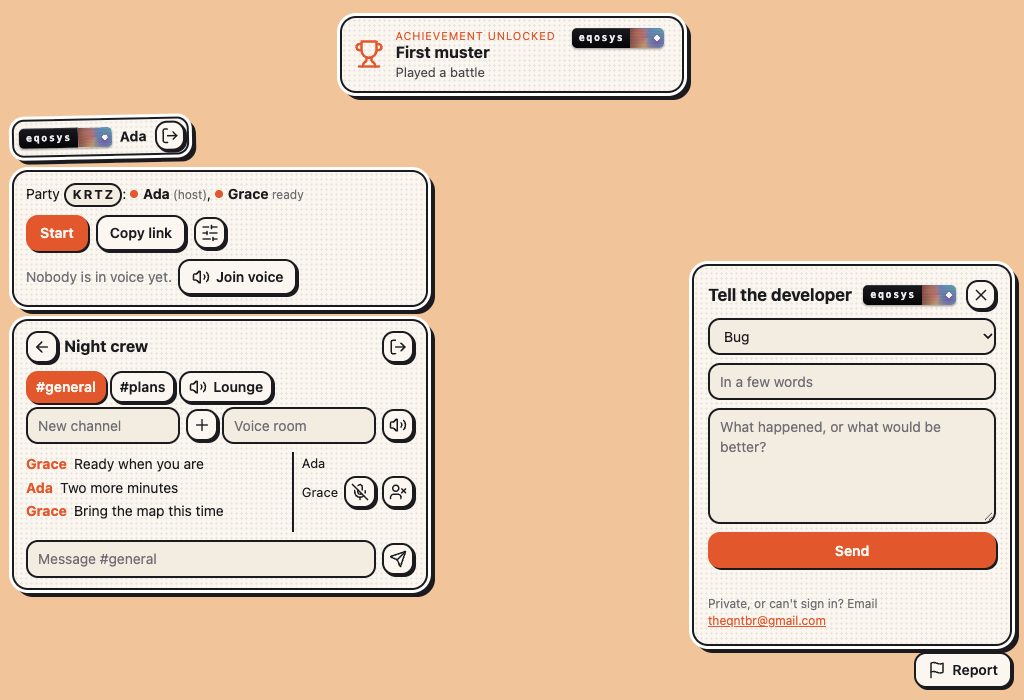 ACHIEVEMENT UNLOCKED
eqosys
First muster
Played a battle
eqosys
Ada
Party KRTZ: Ada (host), Grace ready
Start
Copy link
Nobody is in voice yet.
Join voice
Night crew
#general
#plans
Lounge
New channel
Voice room
Grace Ready when you are
Ada Two more minutes
Grace Bring the map this time
Ada
Grace
Message #general
Tell the developer
eqosys
Bug
In a few words
What happened, or what would be
better?
Send
Private, or can't sign in? Email
theqntbr@gmail.com
Report